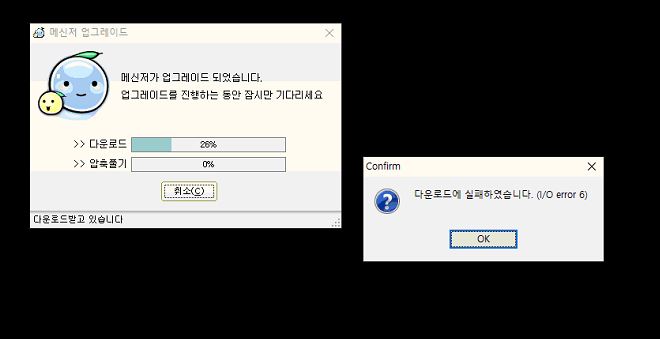 메신저 업그레이드
메신저가 업그레이드 되었습니다.
업그레이드를 진행하는 동안 잠시만 기다리세요
>> 다운로드 26%
>> 압축풀기 0%
취소(C)
다운로드받고 있습니다
Confirm
다운로드에 실패하였습니다. (I/O error 6)
OK